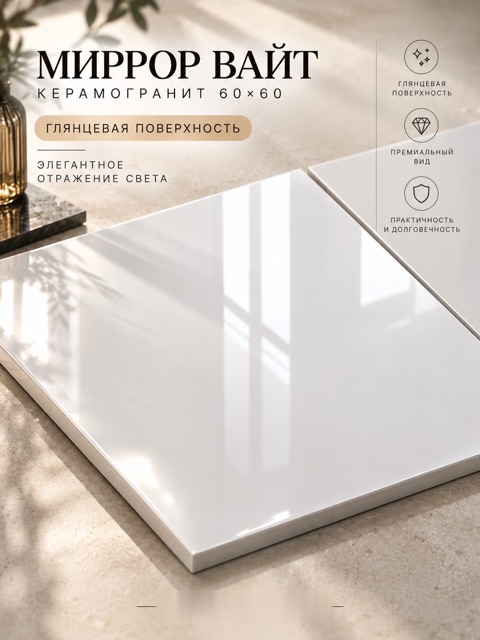 МИРРОР ВАЙТ
КЕРАМОГРАНИТ 60×60
ГЛЯНЦЕВАЯ ПОВЕРХНОСТЬ
ЭЛЕГАНТНОЕ
ОТРАЖЕНИЕ СВЕТА
ГЛЯНЦЕВАЯ
ПОВЕРХНОСТЬ
ПРЕМИАЛЬНЫЙ
ВИД
ПРАКТИЧНОСТЬ
И ДОЛГОВЕЧНОСТЬ